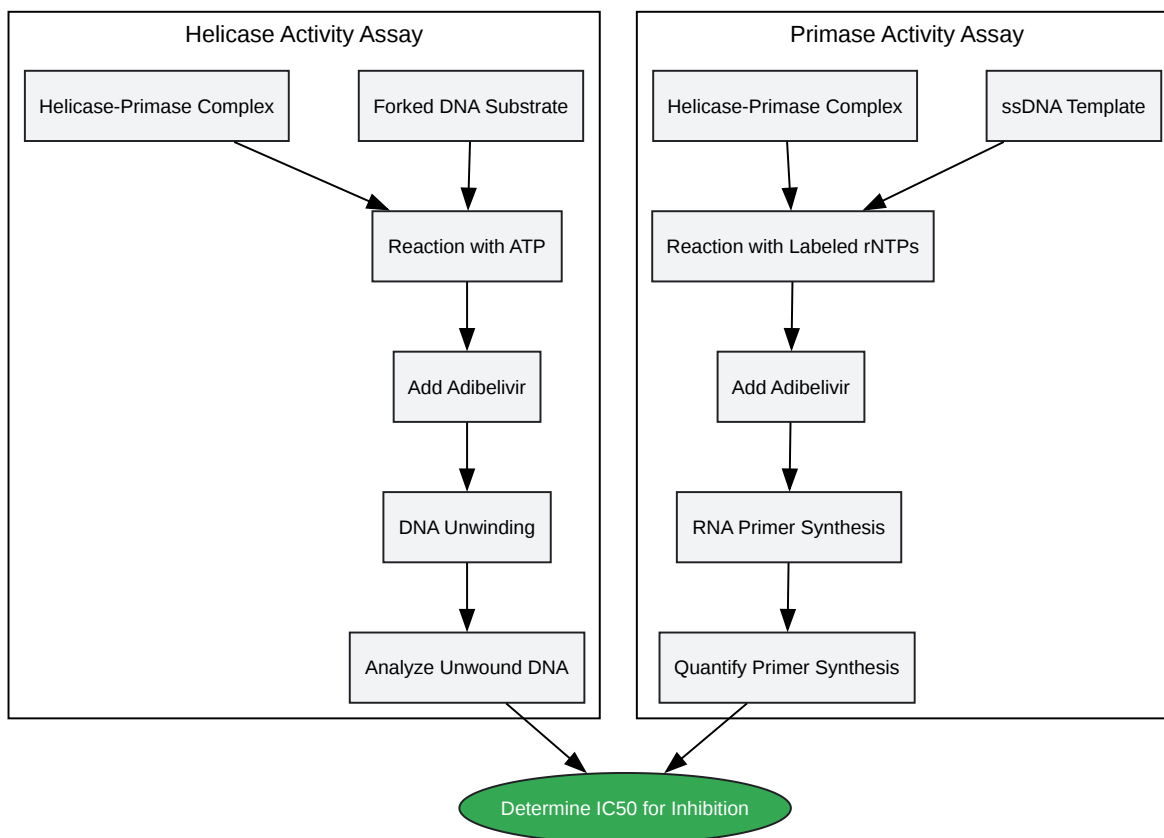 Helicase Activity Assay
Helicase-Primase Complex
Forked DNA Substrate
Reaction with ATP
Add Adibelivir
DNA Unwinding
Analyze Unwound DNA
Primase Activity Assay
Helicase-Primase Complex
ssDNA Template
Reaction with Labeled rNTPs
Add Adibelivir
RNA Primer Synthesis
Quantify Primer Synthesis
Determine IC50 for Inhibition